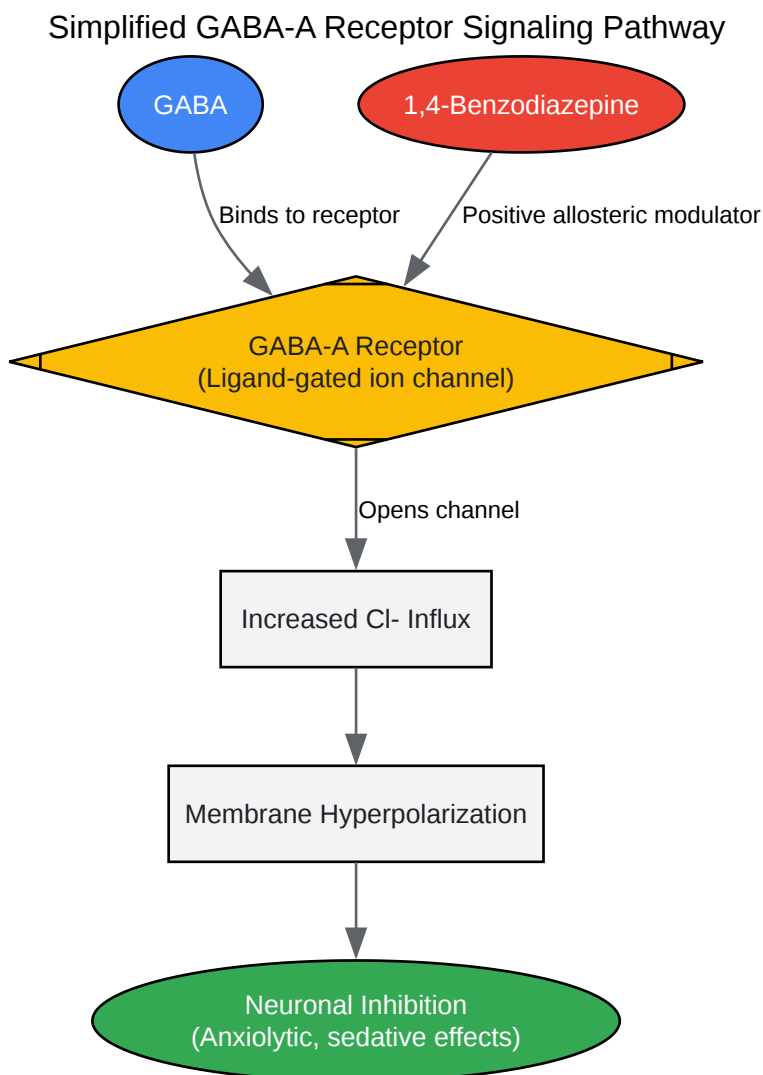 Simplified GABA-A Receptor Signaling Pathway
GABA
1,4-Benzodiazepine
Binds to receptor
Positive allosteric modulator
GABA-A Receptor
(Ligand-gated ion channel)
Opens channel
Increased Cl- Influx
Membrane Hyperpolarization
Neuronal Inhibition
(Anxiolytic, sedative effects)